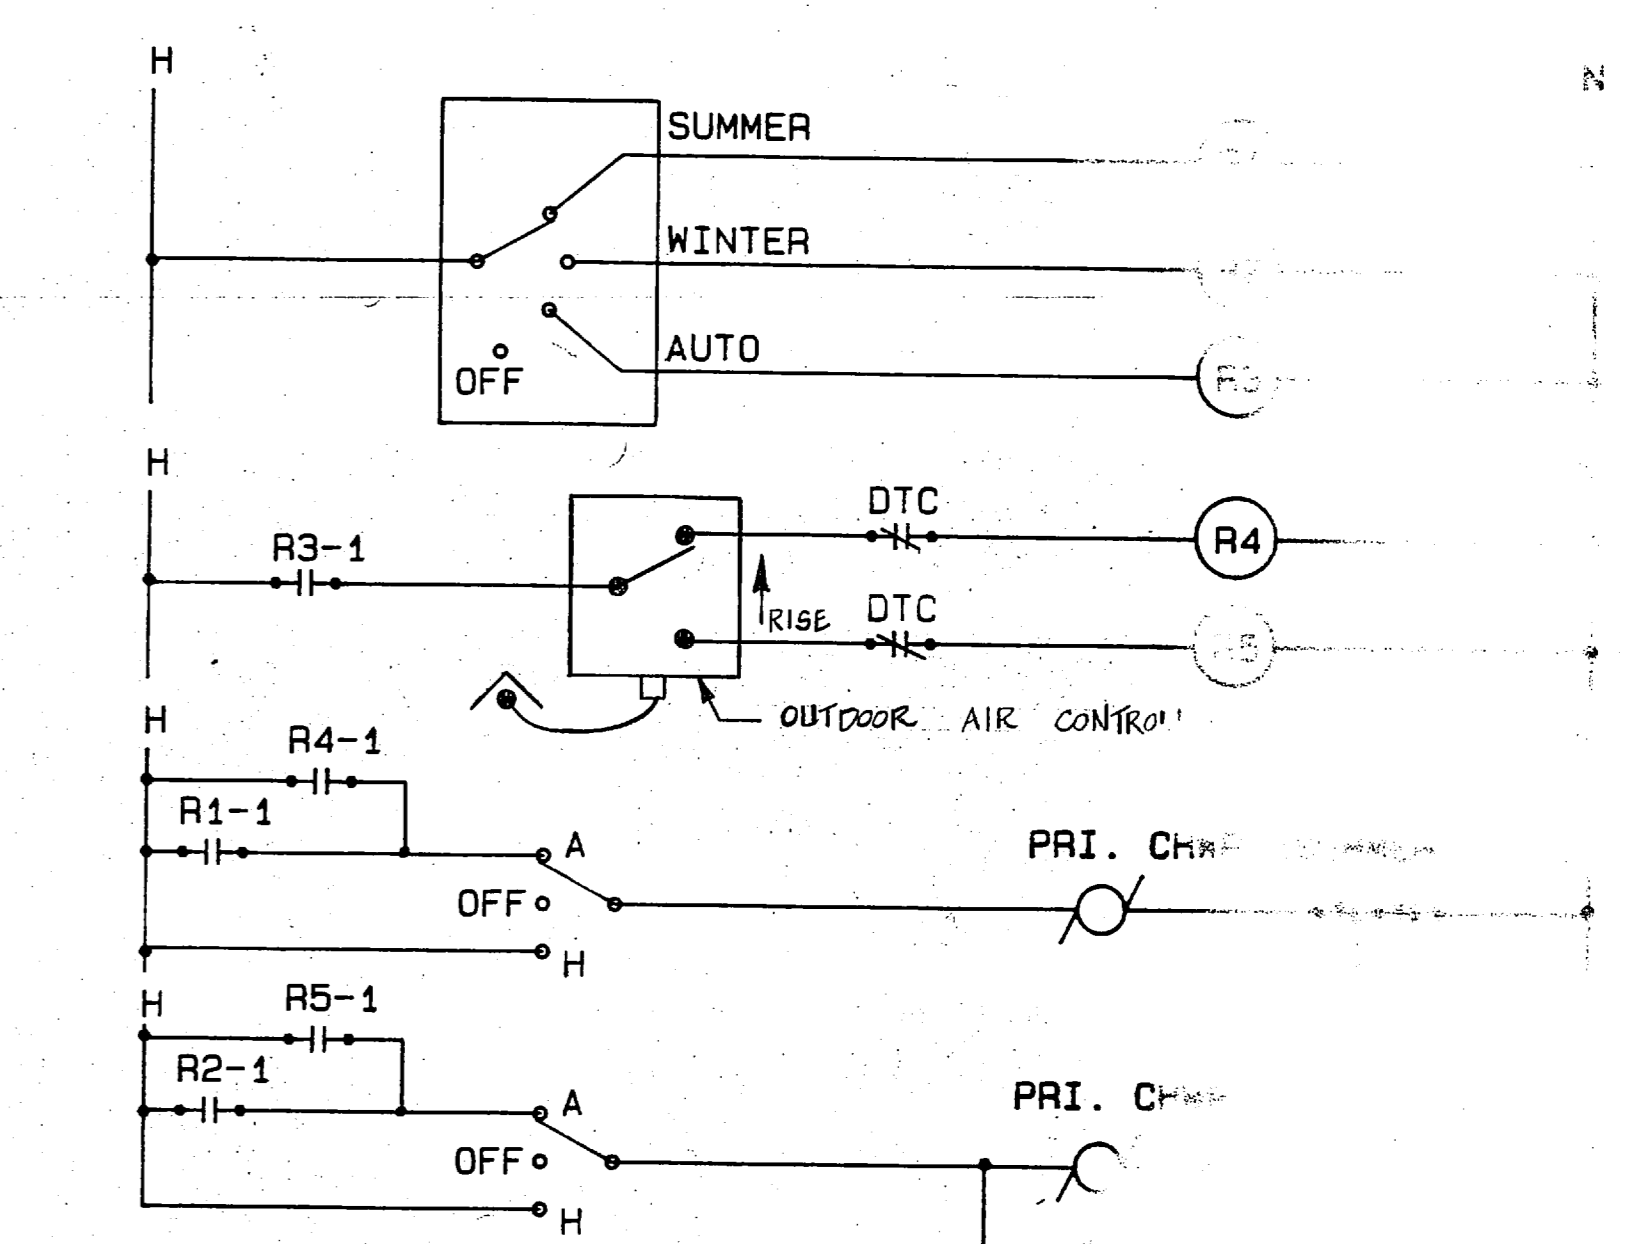 H
N
SUMMER
WINTER
AUTO
OFF
H
R3-1
DTC
R4
RISE
DTC
OUTDOOR AIR CONTROL
H
R4-1
R1-1
A
OFF
H
PRI.
H
R5-1
R2-1
A
OFF
H
PRI.